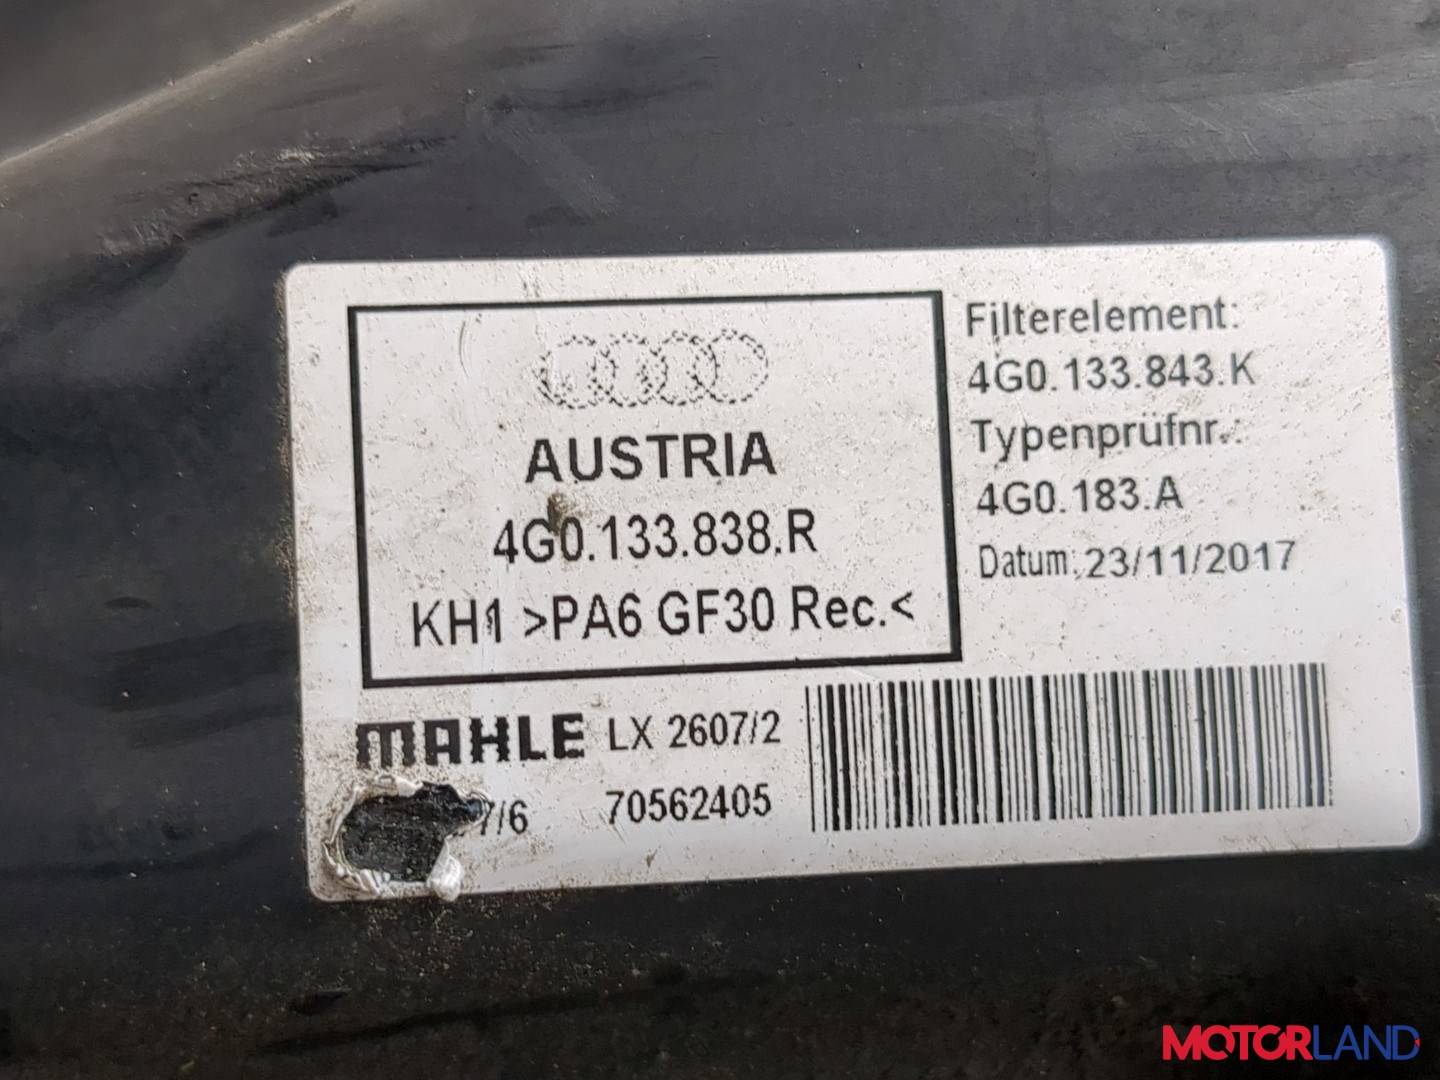 AUSTRIA
4G0.133.838.R
KH1 >PA6 GF30 Rec.<
Filterelement:
4G0.133.843.K
Typenprüfnr.:
4G0.183.A
Datum: 23/11/2017
MAHLE LX 2607/2
7/6 70562405
MOTORLAND